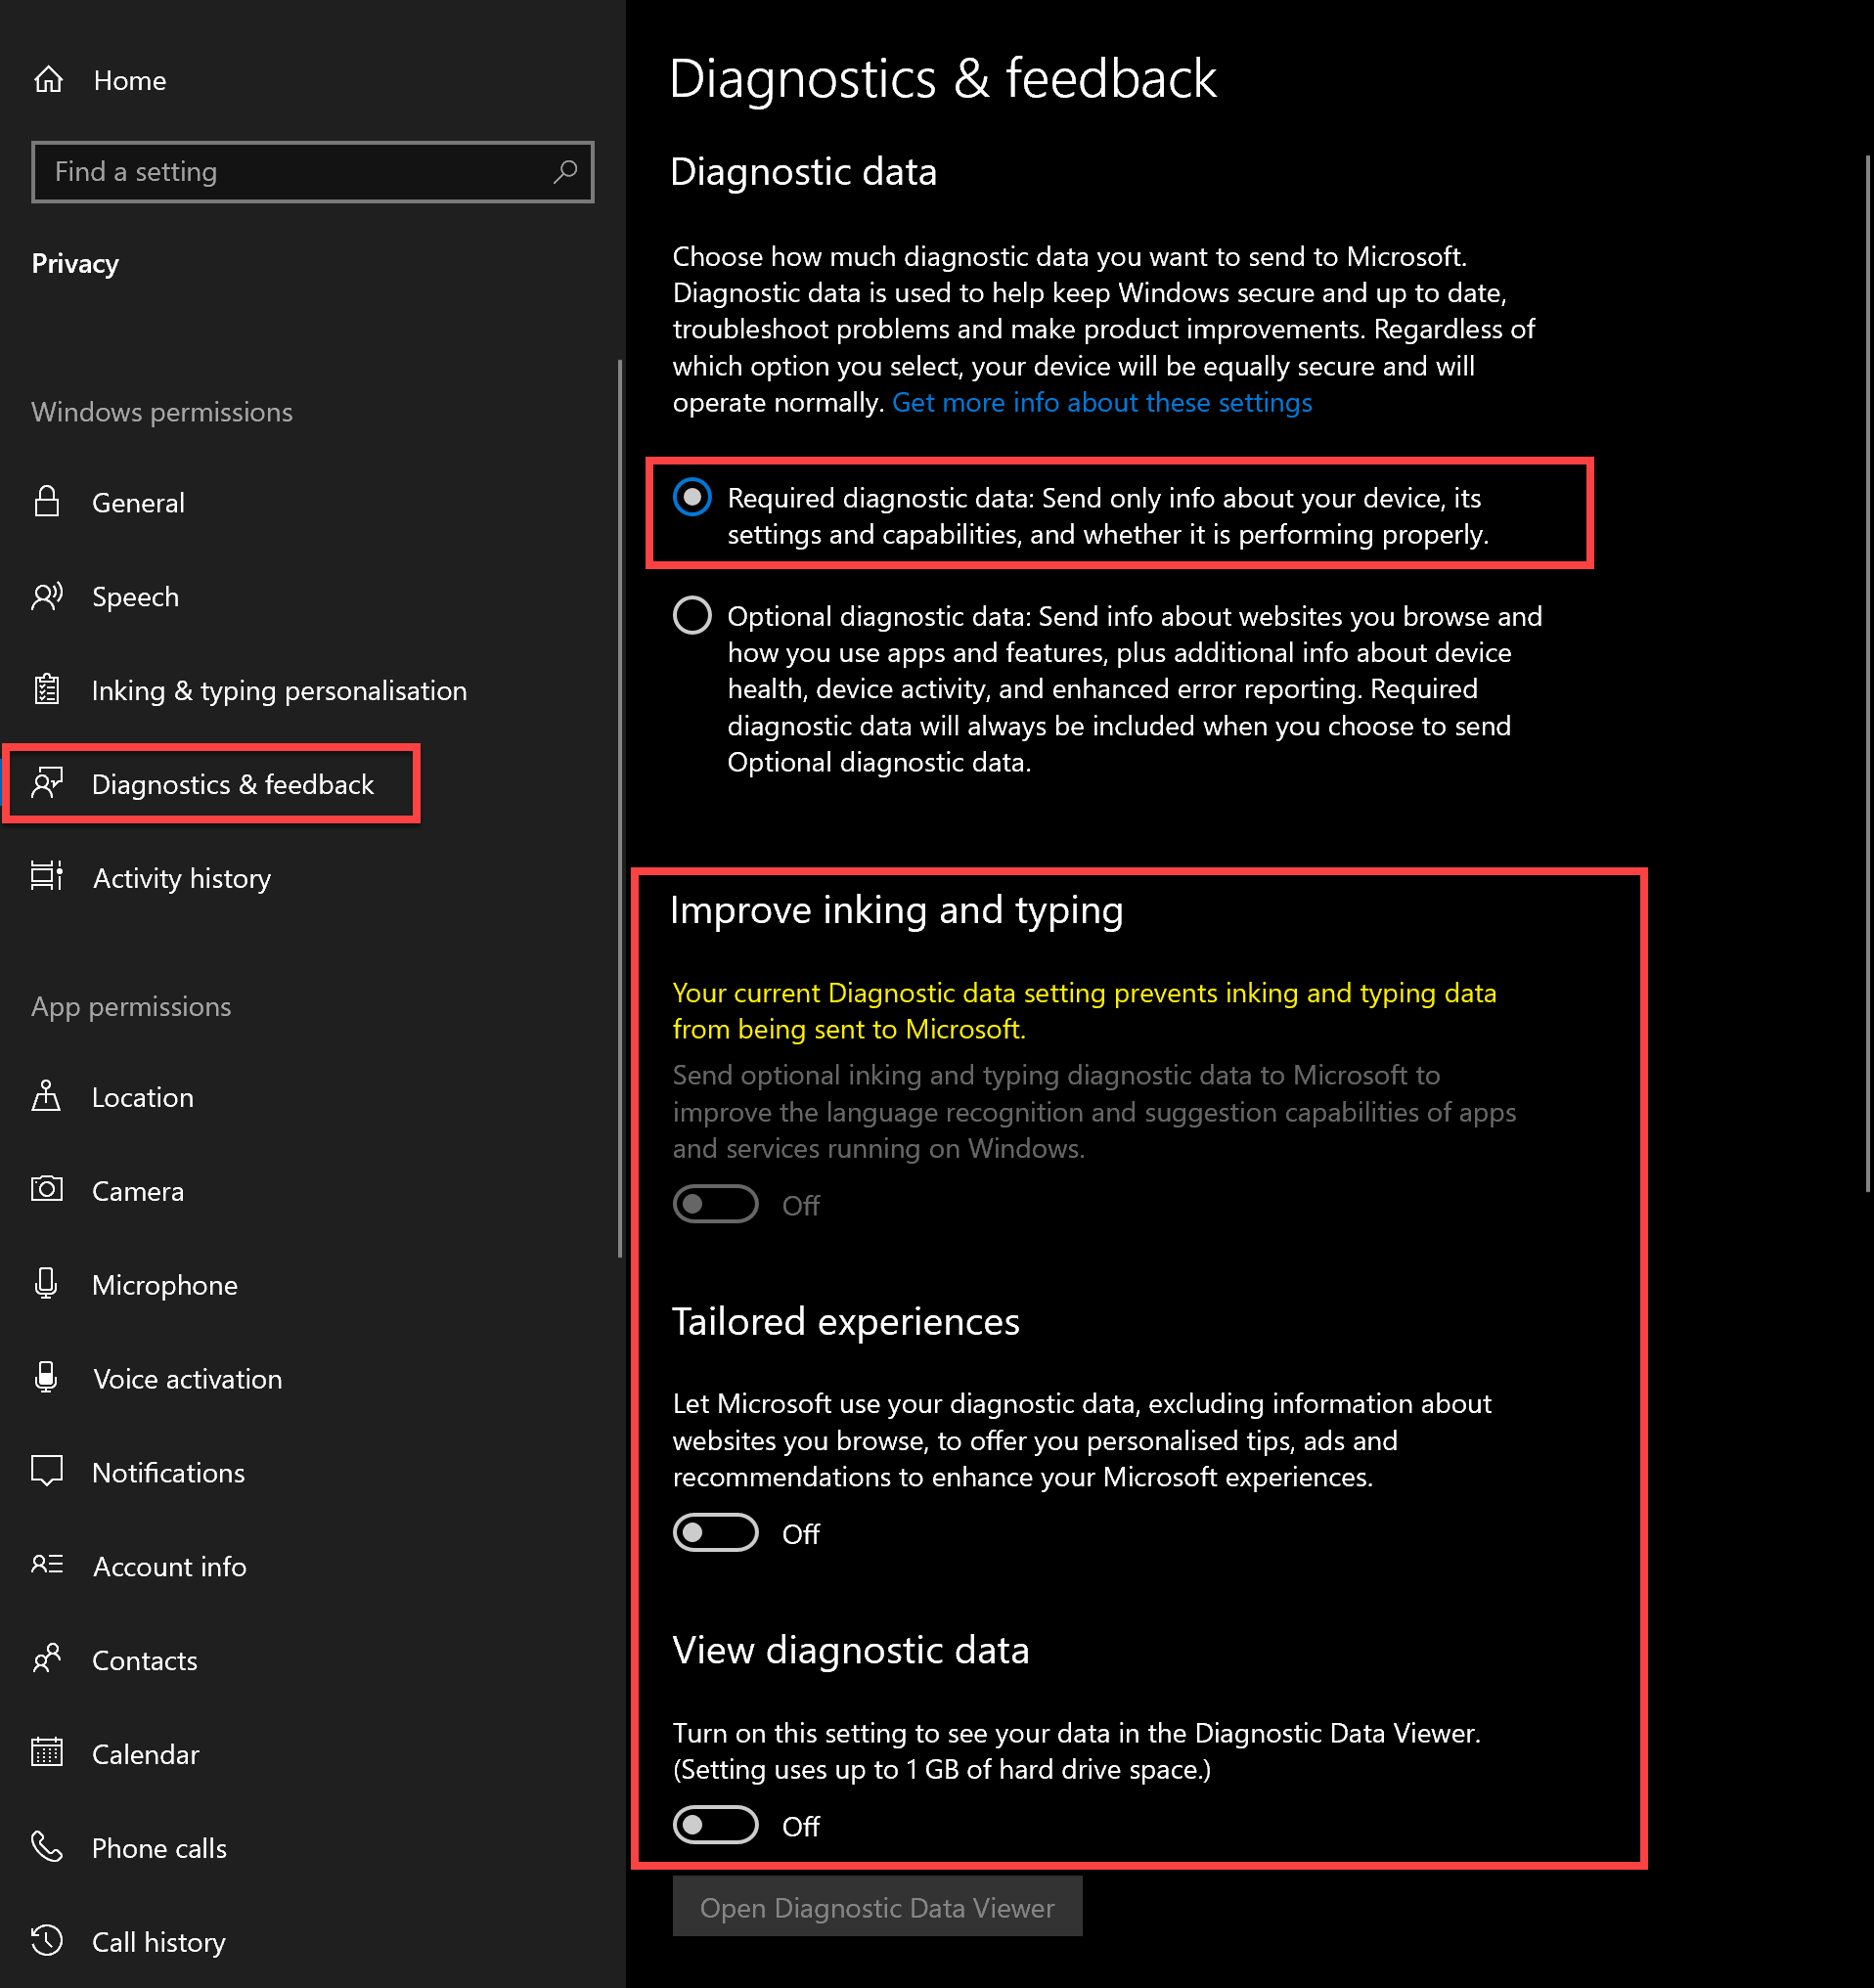 Home
Find a setting
Privacy
Windows permissions
General
Speech
Inking & typing personalisation
Diagnostics & feedback
Activity history
App permissions
Location
Camera
Microphone
Voice activation
Notifications
Account info
Contacts
Calendar
Phone calls
Call history
Diagnostics & feedback
Diagnostic data
Choose how much diagnostic data you want to send to Microsoft.
Diagnostic data is used to help keep Windows secure and up to date,
troubleshoot problems and make product improvements. Regardless of
which option you select, your device will be equally secure and will
operate normally. Get more info about these settings
Required diagnostic data: Send only info about your device, its
settings and capabilities, and whether it is performing properly.
Optional diagnostic data: Send info about websites you browse and
how you use apps and features, plus additional info about device
health, device activity, and enhanced error reporting. Required
diagnostic data will always be included when you choose to send
Optional diagnostic data.
Improve inking and typing
Your current Diagnostic data setting prevents inking and typing data
from being sent to Microsoft.
Send optional inking and typing diagnostic data to Microsoft to
improve the language recognition and suggestion capabilities of apps
and services running on Windows.
Off
Tailored experiences
Let Microsoft use your diagnostic data, excluding information about
websites you browse, to offer you personalised tips, ads and
recommendations to enhance your Microsoft experiences.
Off
View diagnostic data
Turn on this setting to see your data in the Diagnostic Data Viewer.
(Setting uses up to 1 GB of hard drive space.)
Off
Open Diagnostic Data Viewer